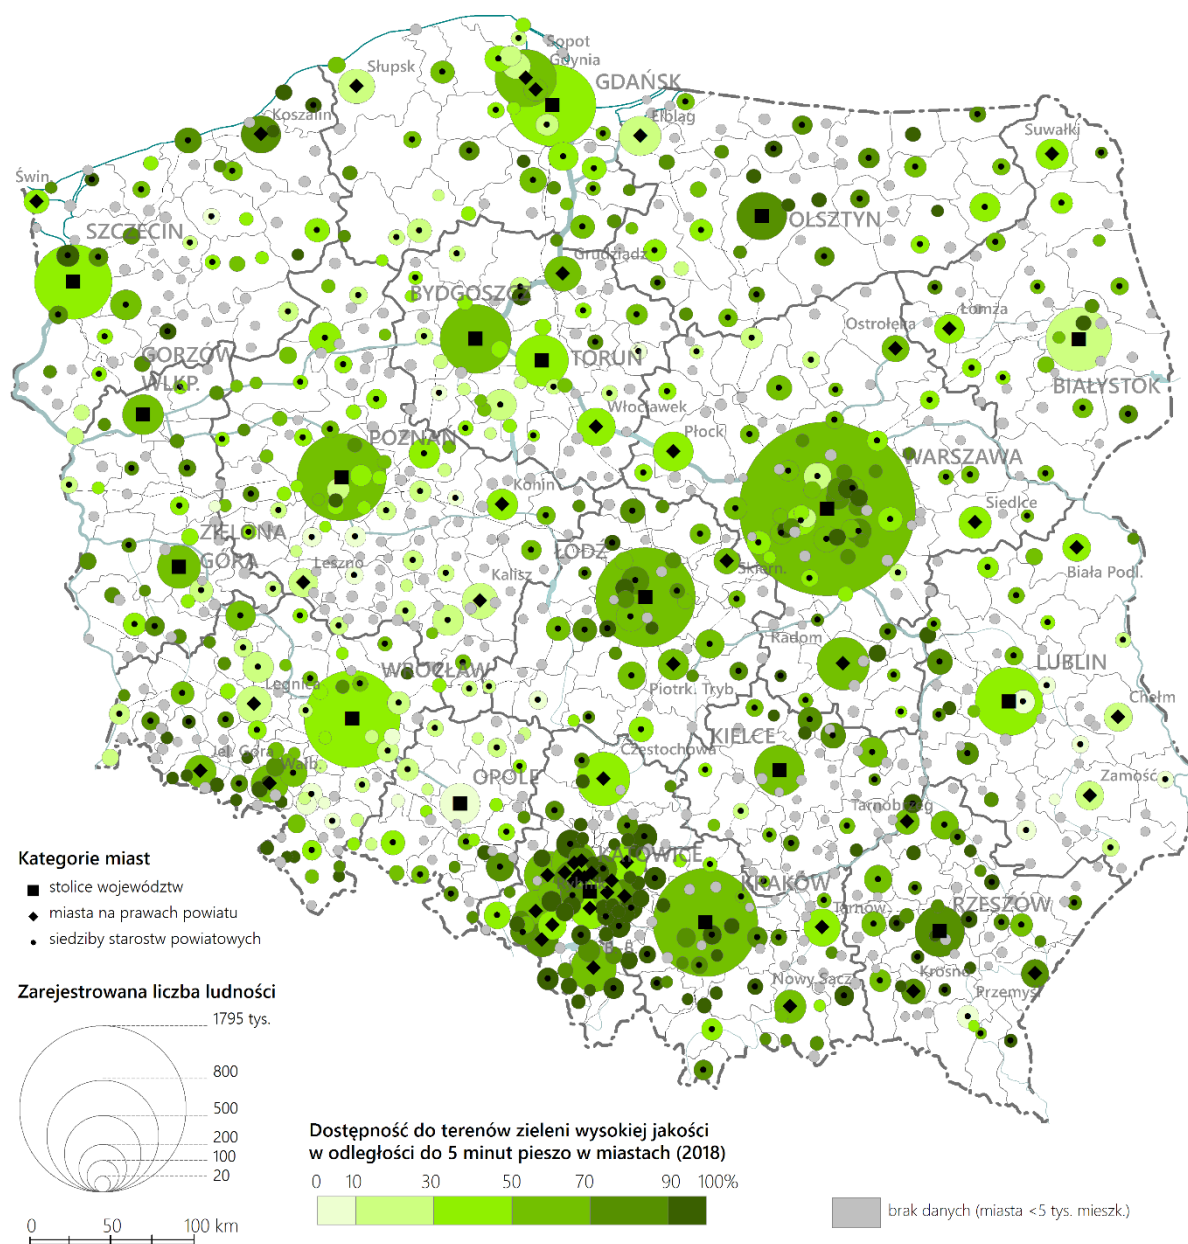 Sopot
Gdynia
Słupsk
GDAŃSK
Koszalin
Elbląg
Suwałki
Świn.
SZCZECIN
OLSZTYN
Grudziądz
BYDGOSZCZ
Łomża
Ostrołęka
GORZÓW
WLKP.
TORUŃ
BIAŁYSTOK
Włocławek
Płock
POZNAŃ
WARSZAWA
Konin
Siedlce
ZIELONA
GÓRA
ŁÓDŹ
Leszno
Kalisz
Skiern.
Biała Podl.
Radom
WROCŁAW
LUBLIN
Legnica
Piotrk. Tryb.
Chełm
KIELCE
Jel. Góra
Wałb.
Częstochowa
OPOLE
Zamość
Tarnobrzeg
KATOWICE
KRAKÓW
RZESZÓW
Tarnów
B.-B.
Nowy Sącz
Krosno
Przemyśl
Kategorie miast
stolice województw
miasta na prawach powiatu
siedziby starostw powiatowych
Zarejestrowana liczba ludności
1795 tys.
800
500
200
100
20
0 50 100 km
Dostępność do terenów zieleni wysokiej jakości
w odległości do 5 minut pieszo w miastach (2018)
0 10 30 50 70 90 100%
brak danych (miasta <5 tys. mieszk.)